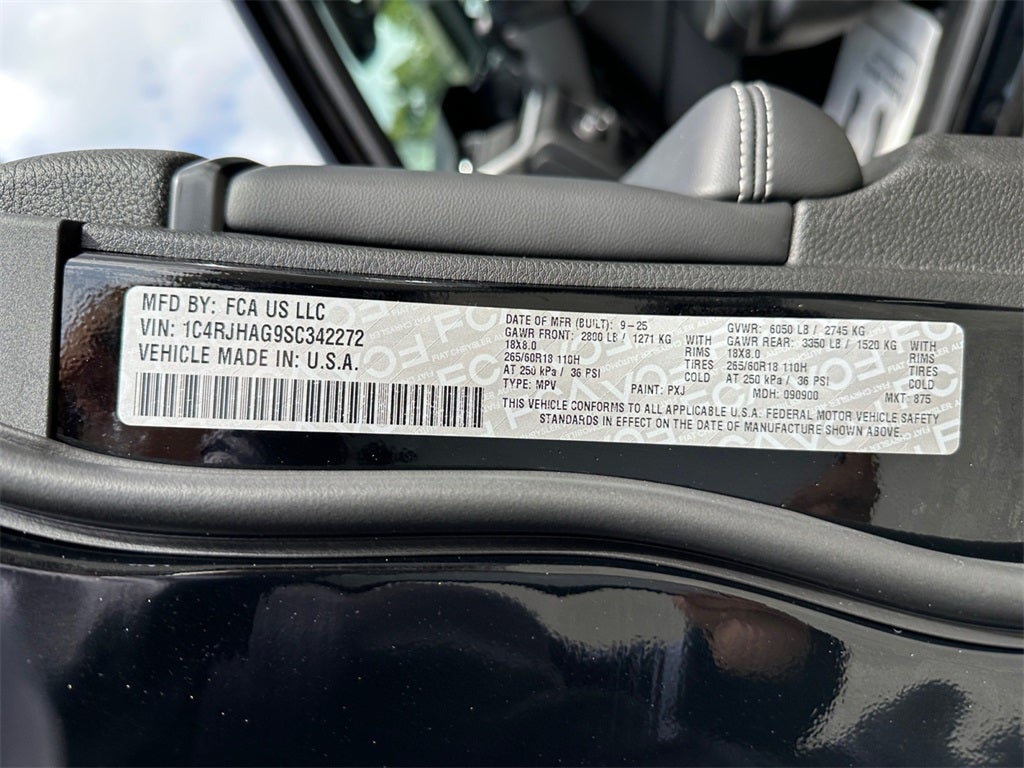 MFD BY: FCA US LLC
VIN: 1C4RJHAG9SC342272
VEHICLE MADE IN: U.S.A.
DATE OF MFR (BUILT): 9-25 GVWR: 6050 LB / 2745 KG
GAWR FRONT: 2800 LB / 1271 KG WITH GAWR REAR: 3350 LB / 1520 KG WITH
18X8.0 RIMS 18X8.0 RIMS
265/60R18 110H TIRES 265/60R18 110H TIRES
AT 250 kPa / 36 PSI COLD AT 250 kPa / 36 PSI COLD
TYPE: MPV PAINT: PXJ MDH: 090900 MXT: 875
THIS VEHICLE CONFORMS TO ALL APPLICABLE U.S.A. FEDERAL MOTOR VEHICLE SAFETY
STANDARDS IN EFFECT ON THE DATE OF MANUFACTURE SHOWN ABOVE.